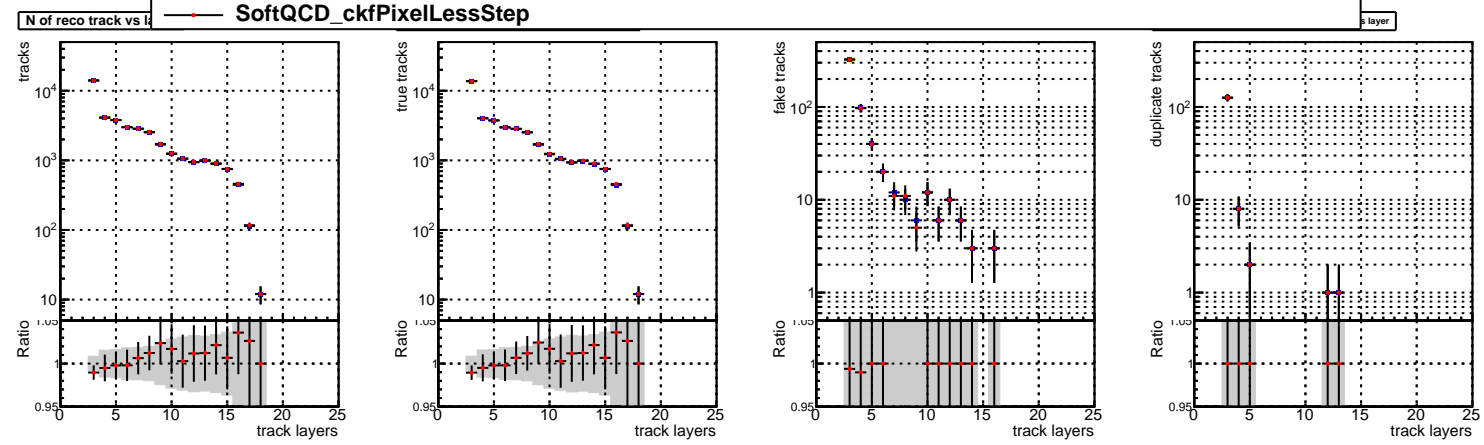 SoftQCD_ckfPixelLessStep
N of reco track vs la
s layer
tracks
10⁴
10³
10²
10
Ratio
1.05
1
0.95
0 5 10 15 20 25
track layers
true tracks
10⁴
10³
10²
10
Ratio
1.05
1
0.95
0 5 10 15 20 25
track layers
fake tracks
10²
10
1
Ratio
1.05
1
0.95
0 5 10 15 20 25
track layers
duplicate tracks
10²
10
1
Ratio
1.05
1
0.95
0 5 10 15 20 25
track layers